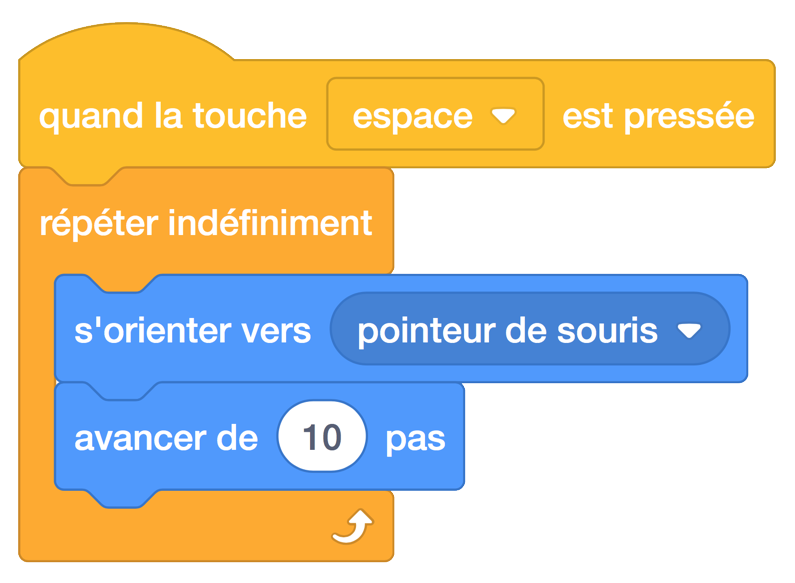 quand la touche espace est pressée
répéter indéfiniment
s'orienter vers pointeur de souris
avancer de 10 pas